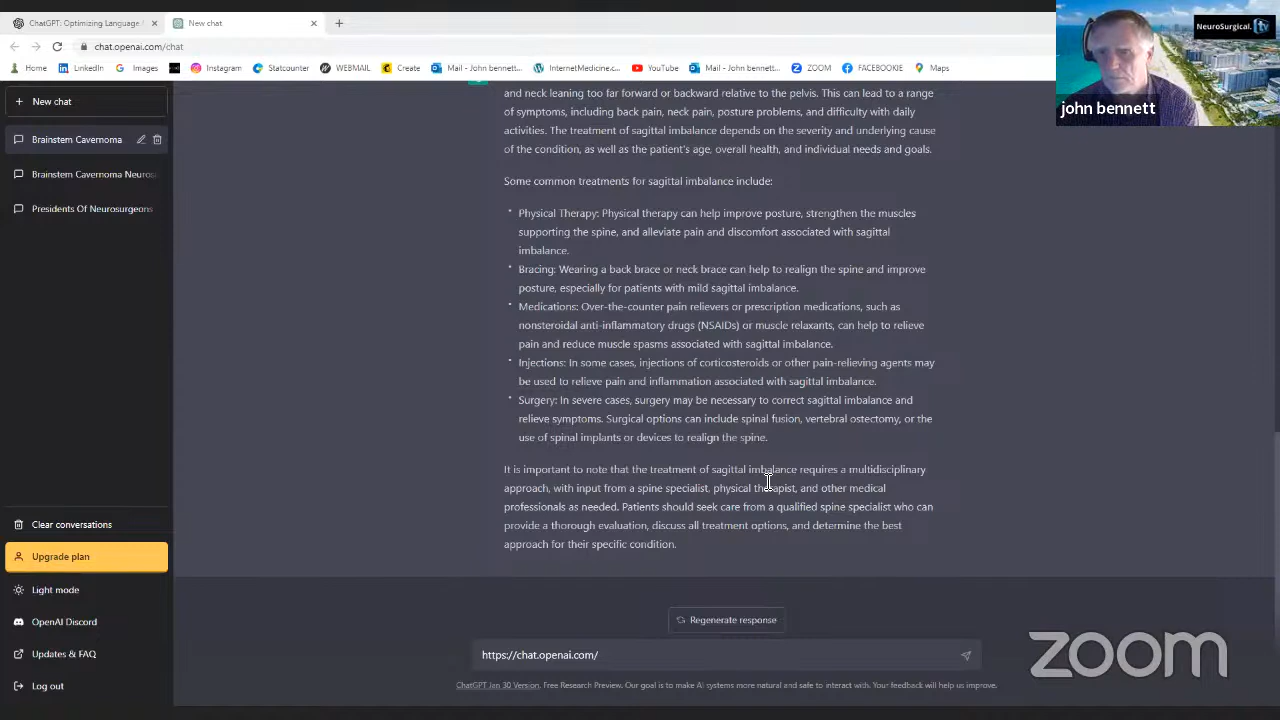 ChatGPT: Optimizing Language
New chat
chat.openai.com/chat
Home
LinkedIn
Images
Instagram
Statcounter
WEBMAIL
Create
Mail - John bennett...
InternetMedicine.c...
YouTube
Mail - John bennett...
ZOOM
FACEBOOKIE
Maps
NeuroSurgical.tv
john bennett
New chat
Brainstem Cavernoma
Brainstem Cavernoma Neuros
Presidents Of Neurosurgeons
Clear conversations
Upgrade plan
Light mode
OpenAI Discord
Updates & FAQ
Log out
and neck leaning too far forward or backward relative to the pelvis. This can lead to a range
of symptoms, including back pain, neck pain, posture problems, and difficulty with daily
activities. The treatment of sagittal imbalance depends on the severity and underlying cause
of the condition, as well as the patient's age, overall health, and individual needs and goals.
Some common treatments for sagittal imbalance include:
• Physical Therapy: Physical therapy can help improve posture, strengthen the muscles
supporting the spine, and alleviate pain and discomfort associated with sagittal
imbalance.
• Bracing: Wearing a back brace or neck brace can help to realign the spine and improve
posture, especially for patients with mild sagittal imbalance.
• Medications: Over-the-counter pain relievers or prescription medications, such as
nonsteroidal anti-inflammatory drugs (NSAIDs) or muscle relaxants, can help to relieve
pain and reduce muscle spasms associated with sagittal imbalance.
• Injections: In some cases, injections of corticosteroids or other pain-relieving agents may
be used to relieve pain and inflammation associated with sagittal imbalance.
• Surgery: In severe cases, surgery may be necessary to correct sagittal imbalance and
relieve symptoms. Surgical options can include spinal fusion, vertebral ostectomy, or the
use of spinal implants or devices to realign the spine.
It is important to note that the treatment of sagittal imbalance requires a multidisciplinary
approach, with input from a spine specialist, physical therapist, and other medical
professionals as needed. Patients should seek care from a qualified spine specialist who can
provide a thorough evaluation, discuss all treatment options, and determine the best
approach for their specific condition.
Regenerate response
https://chat.openai.com/
ChatGPT Jan 30 Version. Free Research Preview. Our goal is to make AI systems more natural and safe to interact with. Your feedback will help us improve.
zoom